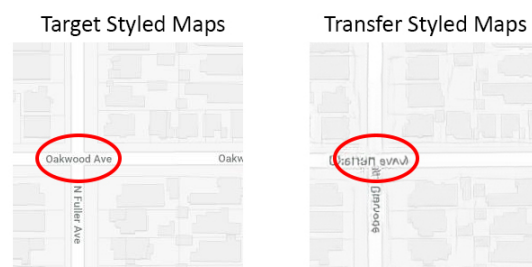 Target Styled Maps
Transfer Styled Maps
Oakwood Ave
Oakw
N Fuller Ave